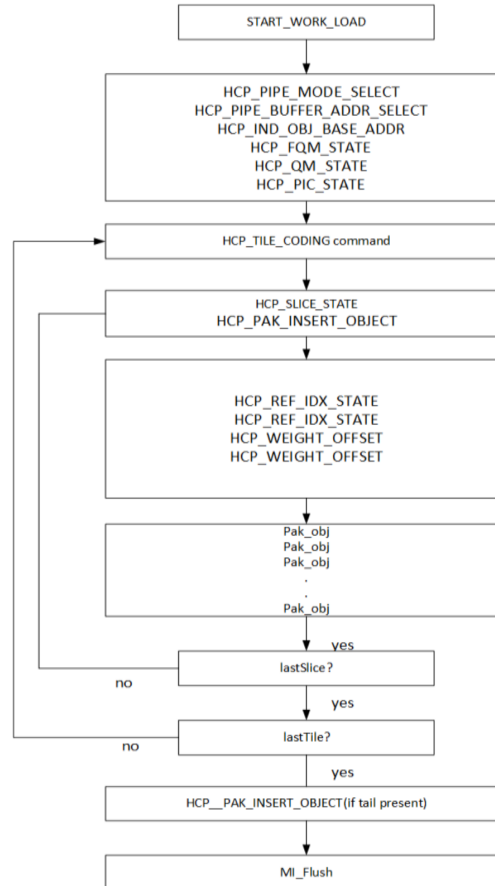 START_WORK_LOAD
HCP_PIPE_MODE_SELECT
HCP_PIPE_BUFFER_ADDR_SELECT
HCP_IND_OBJ_BASE_ADDR
HCP_FQM_STATE
HCP_QM_STATE
HCP_PIC_STATE
HCP_TILE_CODING command
HCP_SLICE_STATE
HCP_PAK_INSERT_OBJECT
HCP_REF_IDX_STATE
HCP_REF_IDX_STATE
HCP_WEIGHT_OFFSET
HCP_WEIGHT_OFFSET
Pak_obj
Pak_obj
Pak_obj
.
.
Pak_obj
yes
lastSlice?
no
yes
lastTile?
no
yes
HCP__PAK_INSERT_OBJECT(if tail present)
MI_Flush